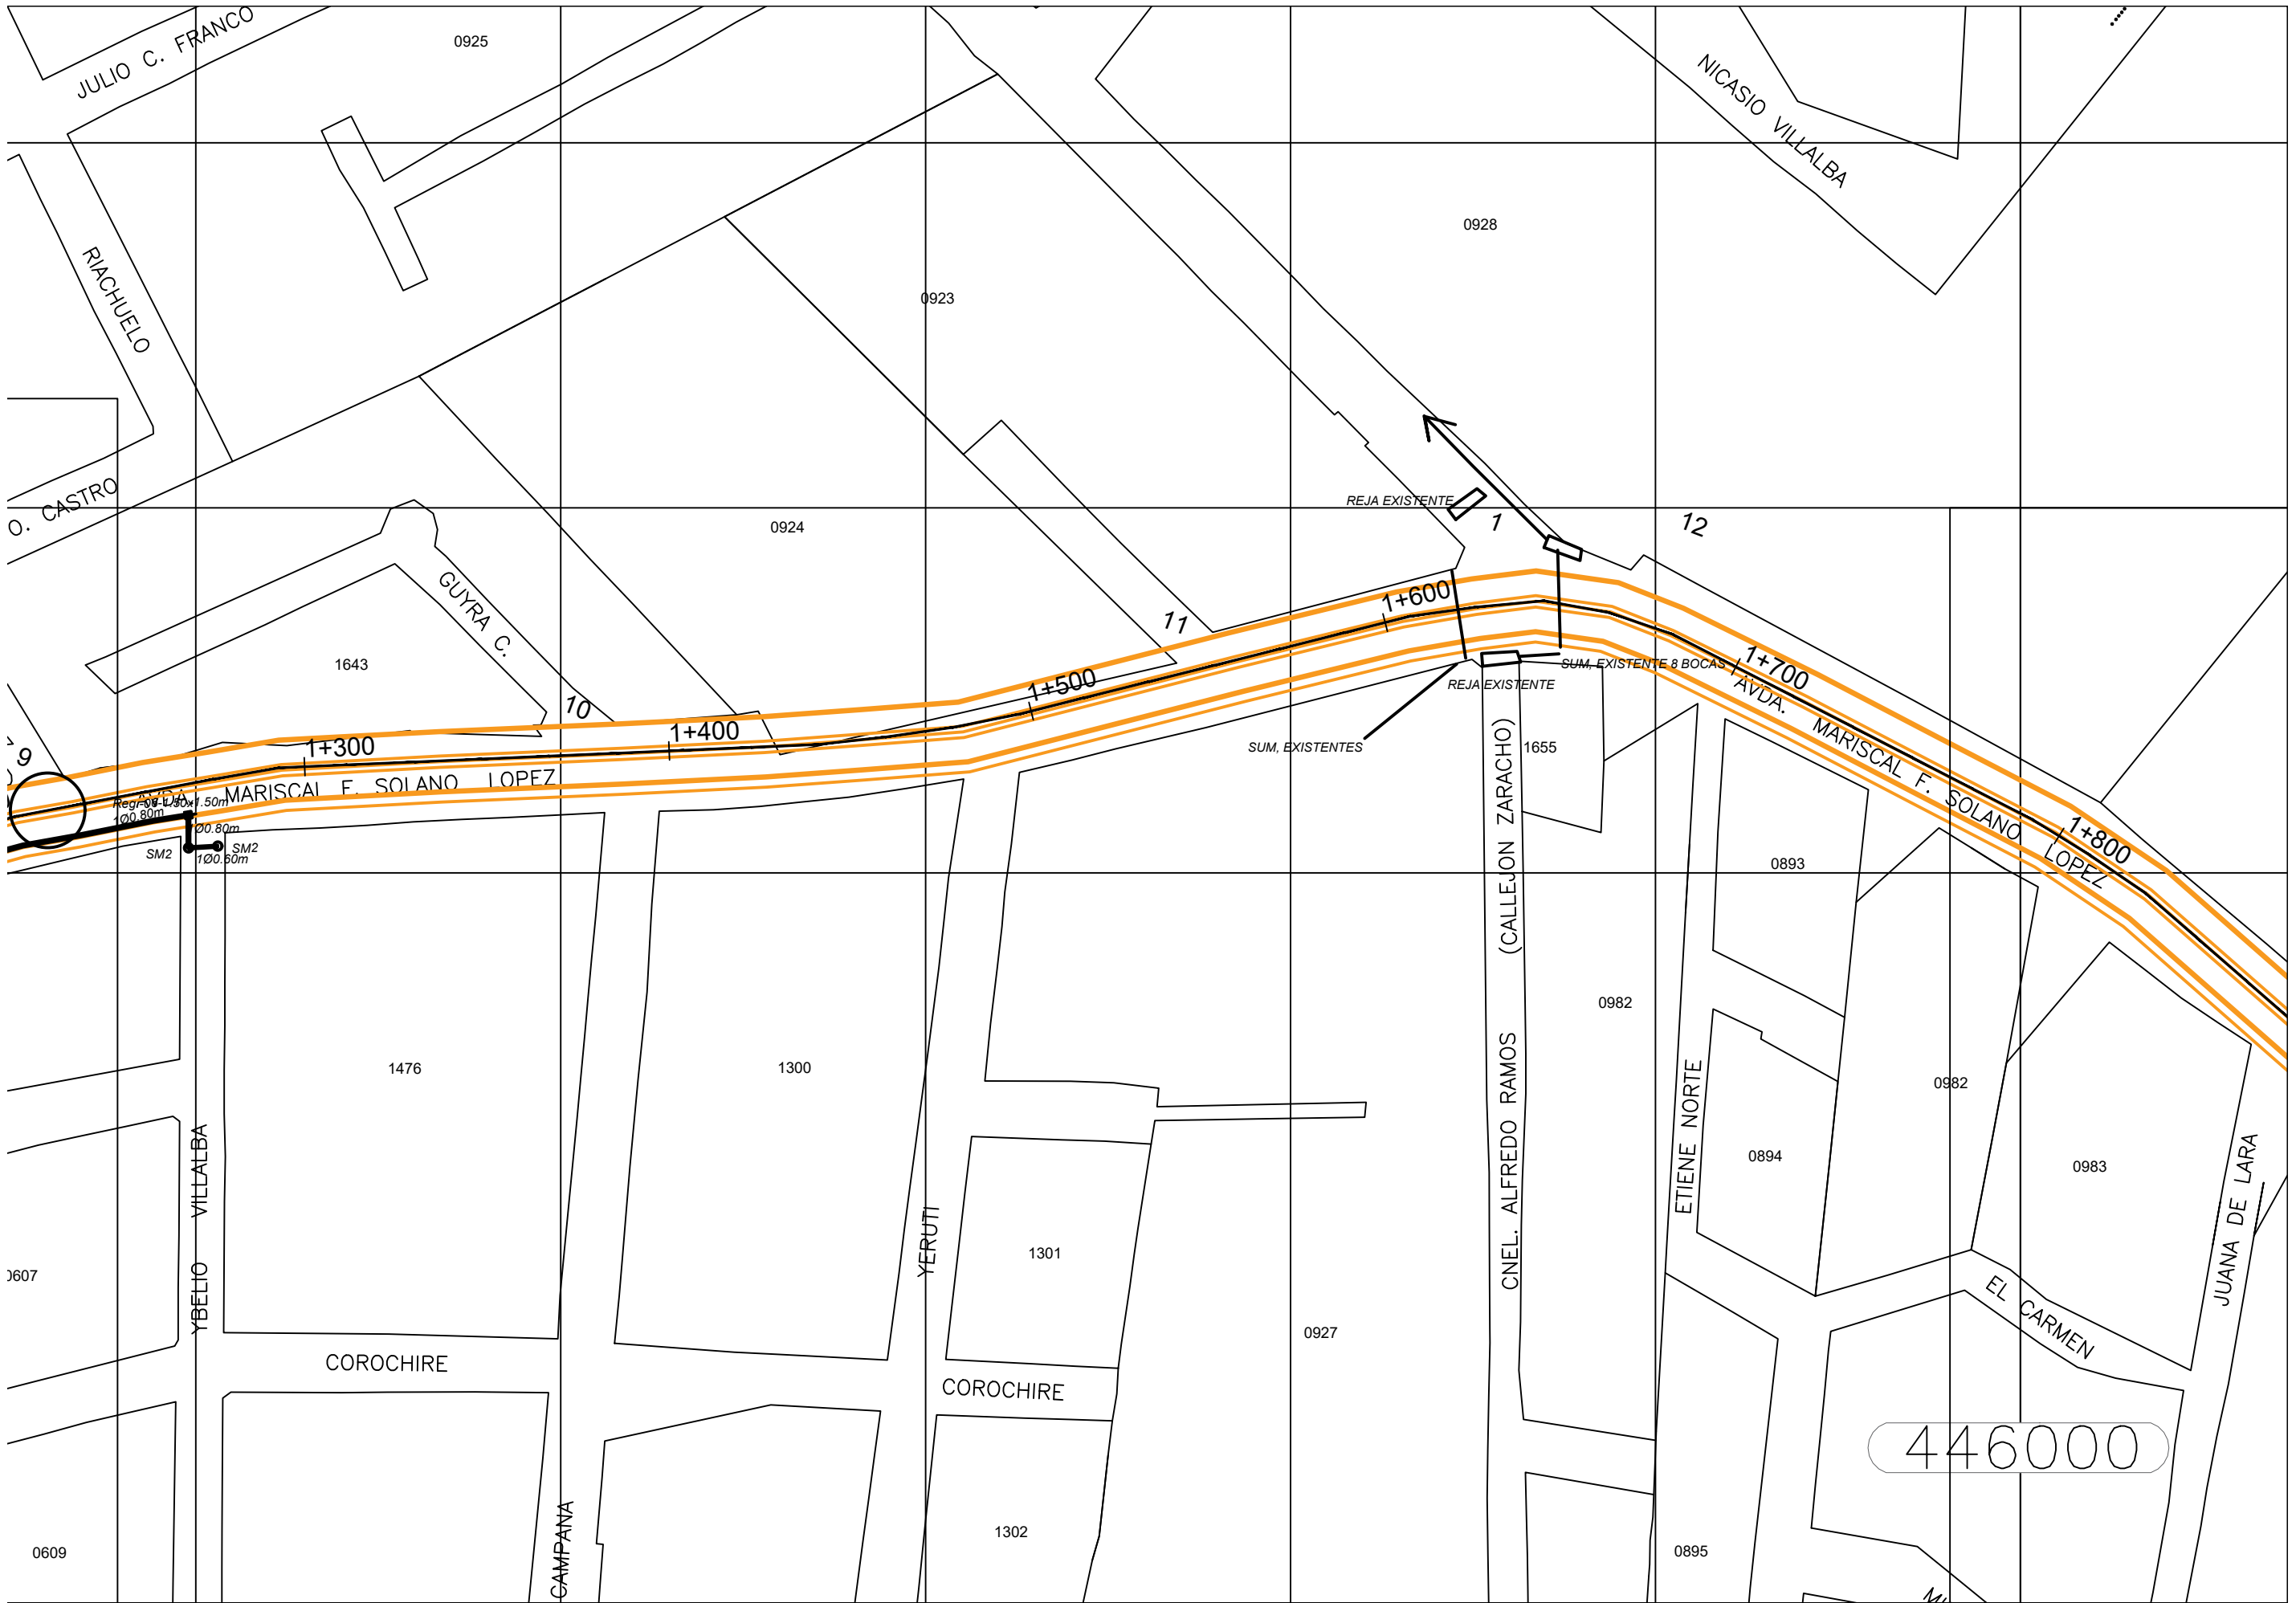 JULIO C. FRANCO
0925
NICASIO VILLALBA
RIACHUELO
0928
0923
O. CASTRO
REJA EXISTENTE
1
12
0924
GUYRA C.
1+600
11
1643
SUM, EXISTENTE 8 BOCAS
1+700
REJA EXISTENTE
1+500
10
AVDA. MARISCAL F. SOLANO LOPEZ
1+400
1+300
9
SUM, EXISTENTES
1655
MARISCAL F. SOLANO LOPEZ
1Ø0.80m
1Ø0.80m
SM2
SM2
1Ø0.60m
1+800
0893
CNEL. ALFREDO RAMOS (CALLEJON ZARACHO)
0982
1476
1300
0982
ETIENE NORTE
YBELIO VILLALBA
0894
0983
JUANA DE LARA
YERUTI
1301
0607
EL CARMEN
0927
COROCHIRE
COROCHIRE
446000
CAMPANA
1302
0609
0895